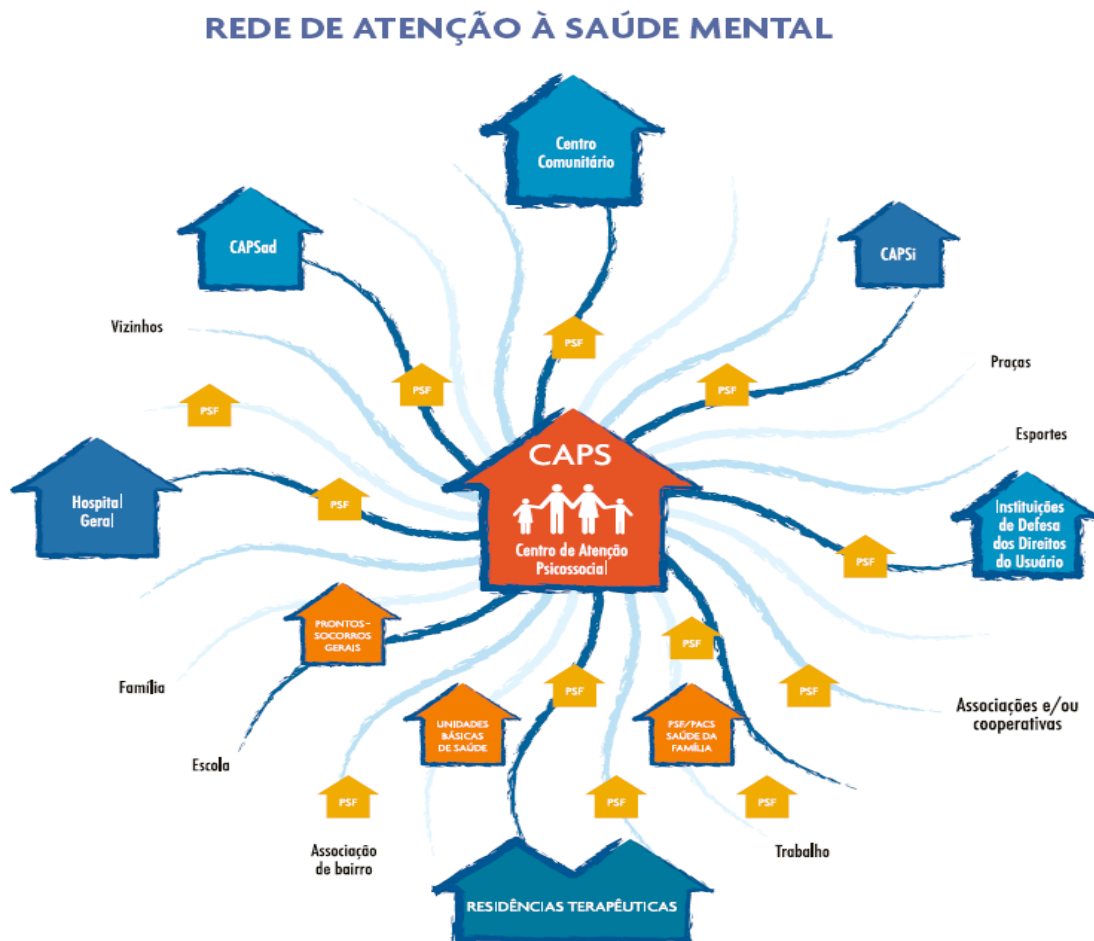 REDE DE ATENÇÃO À SAÚDE MENTAL
Centro
Comunitário
CAPSad
CAPSi
Vizinhos
PSF
PSF
PSF
Praças
PSF
Esportes
CAPS
Centro de Atenção
Psicossocial
Hospital
Geral
PSF
Instituições
de Defesa
dos Direitos
do Usuário
PSF
PRONTOS-
SOCORROS
GERAIS
PSF
Família
PSF
PSF
UNIDADES
BÁSICAS
DE SAÚDE
PSF/PACS
SAÚDE DA
FAMÍLIA
Associações e/ou
cooperativas
Escola
PSF
PSF
PSF
Associação
de bairro
Trabalho
RESIDÊNCIAS TERAPÊUTICAS